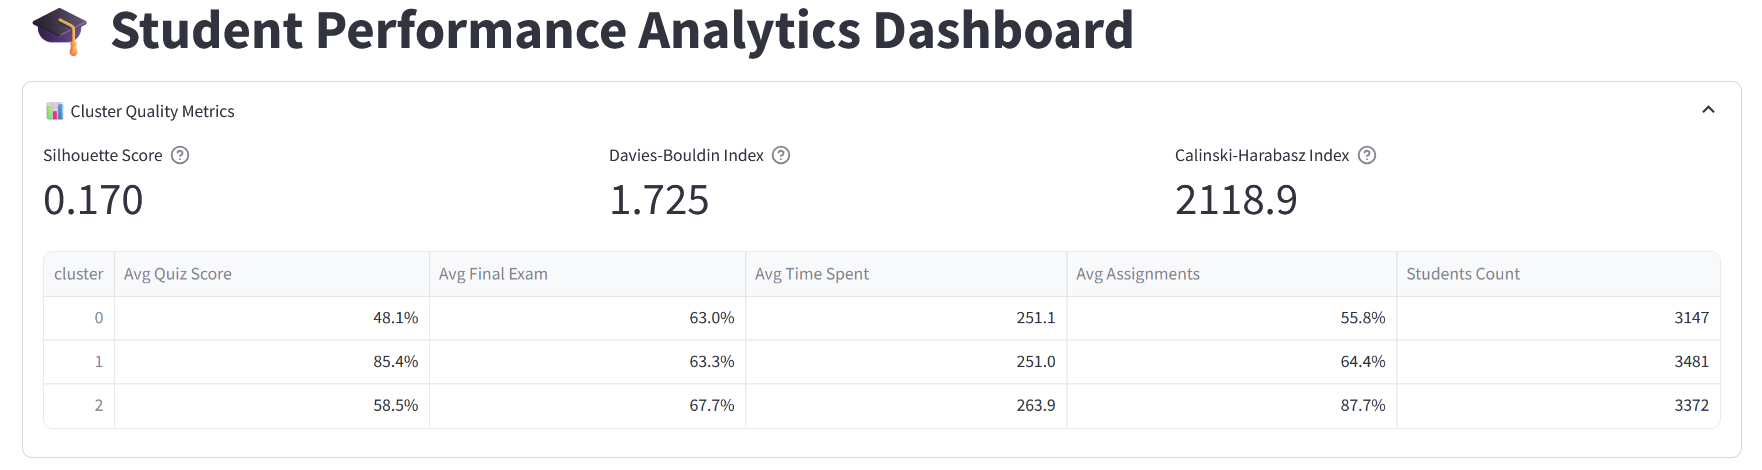 Student Performance Analytics Dashboard
Cluster Quality Metrics
Silhouette Score ? Davies-Bouldin Index ? Calinski-Harabasz Index ?
0.170 1.725 2118.9
cluster Avg Quiz Score Avg Final Exam Avg Time Spent Avg Assignments Students Count
0 48.1% 63.0% 251.1 55.8% 3147
1 85.4% 63.3% 251.0 64.4% 3481
2 58.5% 67.7% 263.9 87.7% 3372